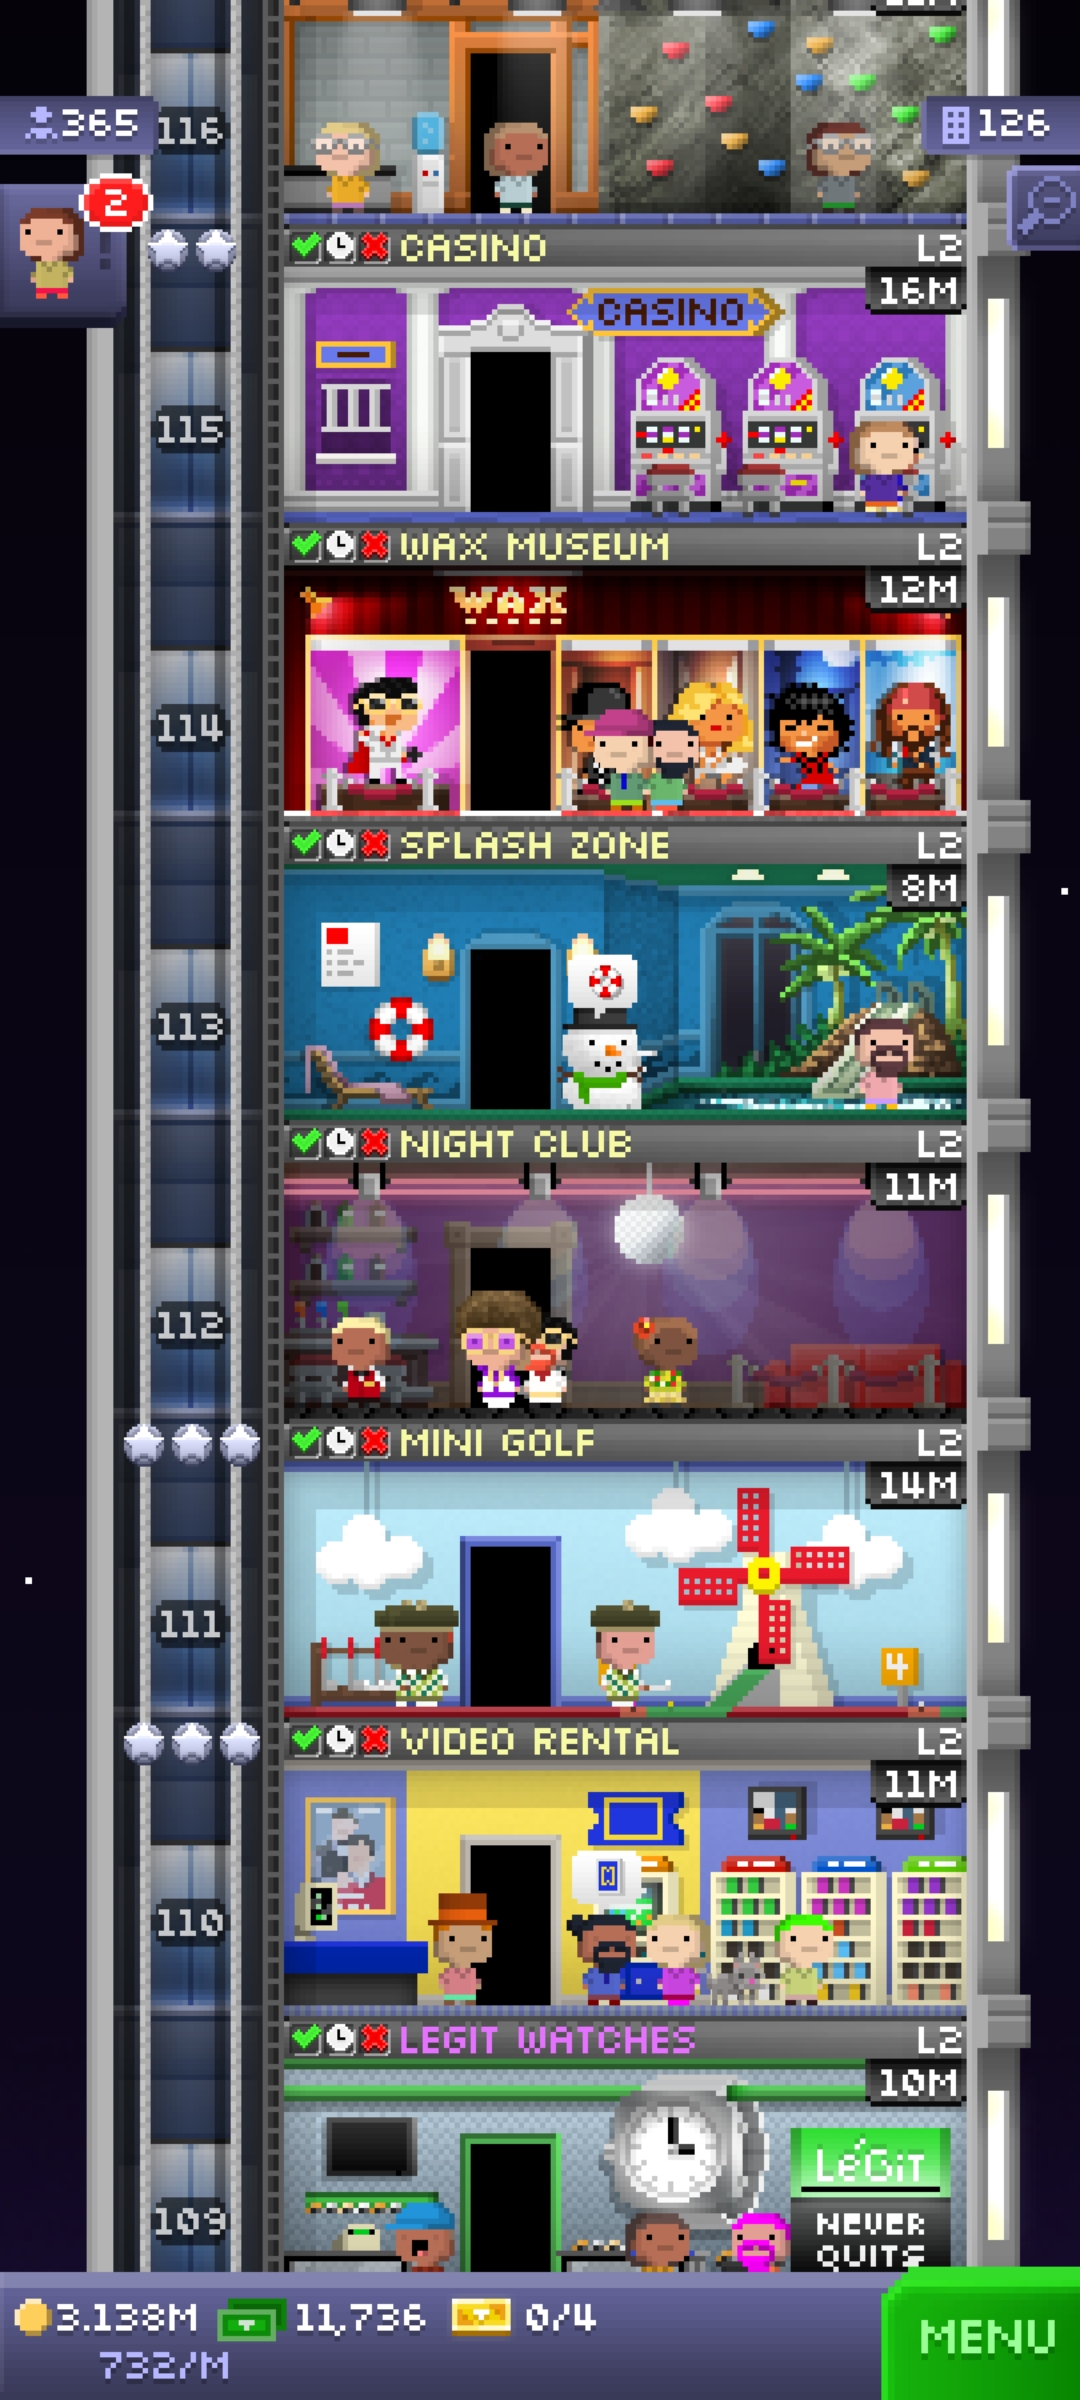 365
116
126
2
CASINO L2
16M
CASINO
115
WAX MUSEUM L2
12M
WAX
114
SPLASH ZONE L2
8M
113
NIGHT CLUB L2
11M
112
MINI GOLF L2
14M
111
4
VIDEO RENTAL L2
11M
110
LEGIT WATCHES L2
10M
LéGiT
109
NEVER
QUITS
3.138M 11,736 0/4
732/M
MENU